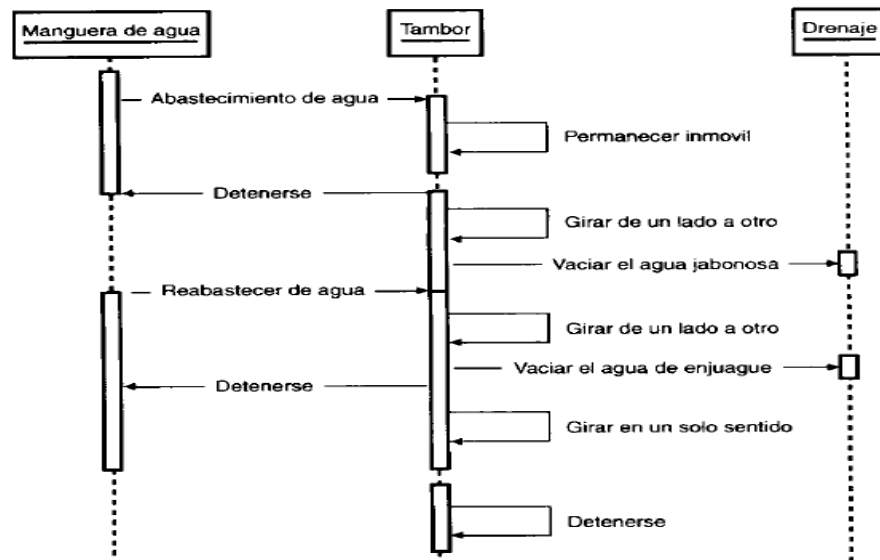 Manguera de agua
Tambor
Drenaje
Abastecimiento de agua
Permanecer inmovil
Detenerse
Girar de un lado a otro
Vaciar el agua jabonosa
Reabastecer de agua
Girar de un lado a otro
Vaciar el agua de enjuague
Detenerse
Girar en un solo sentido
Detenerse